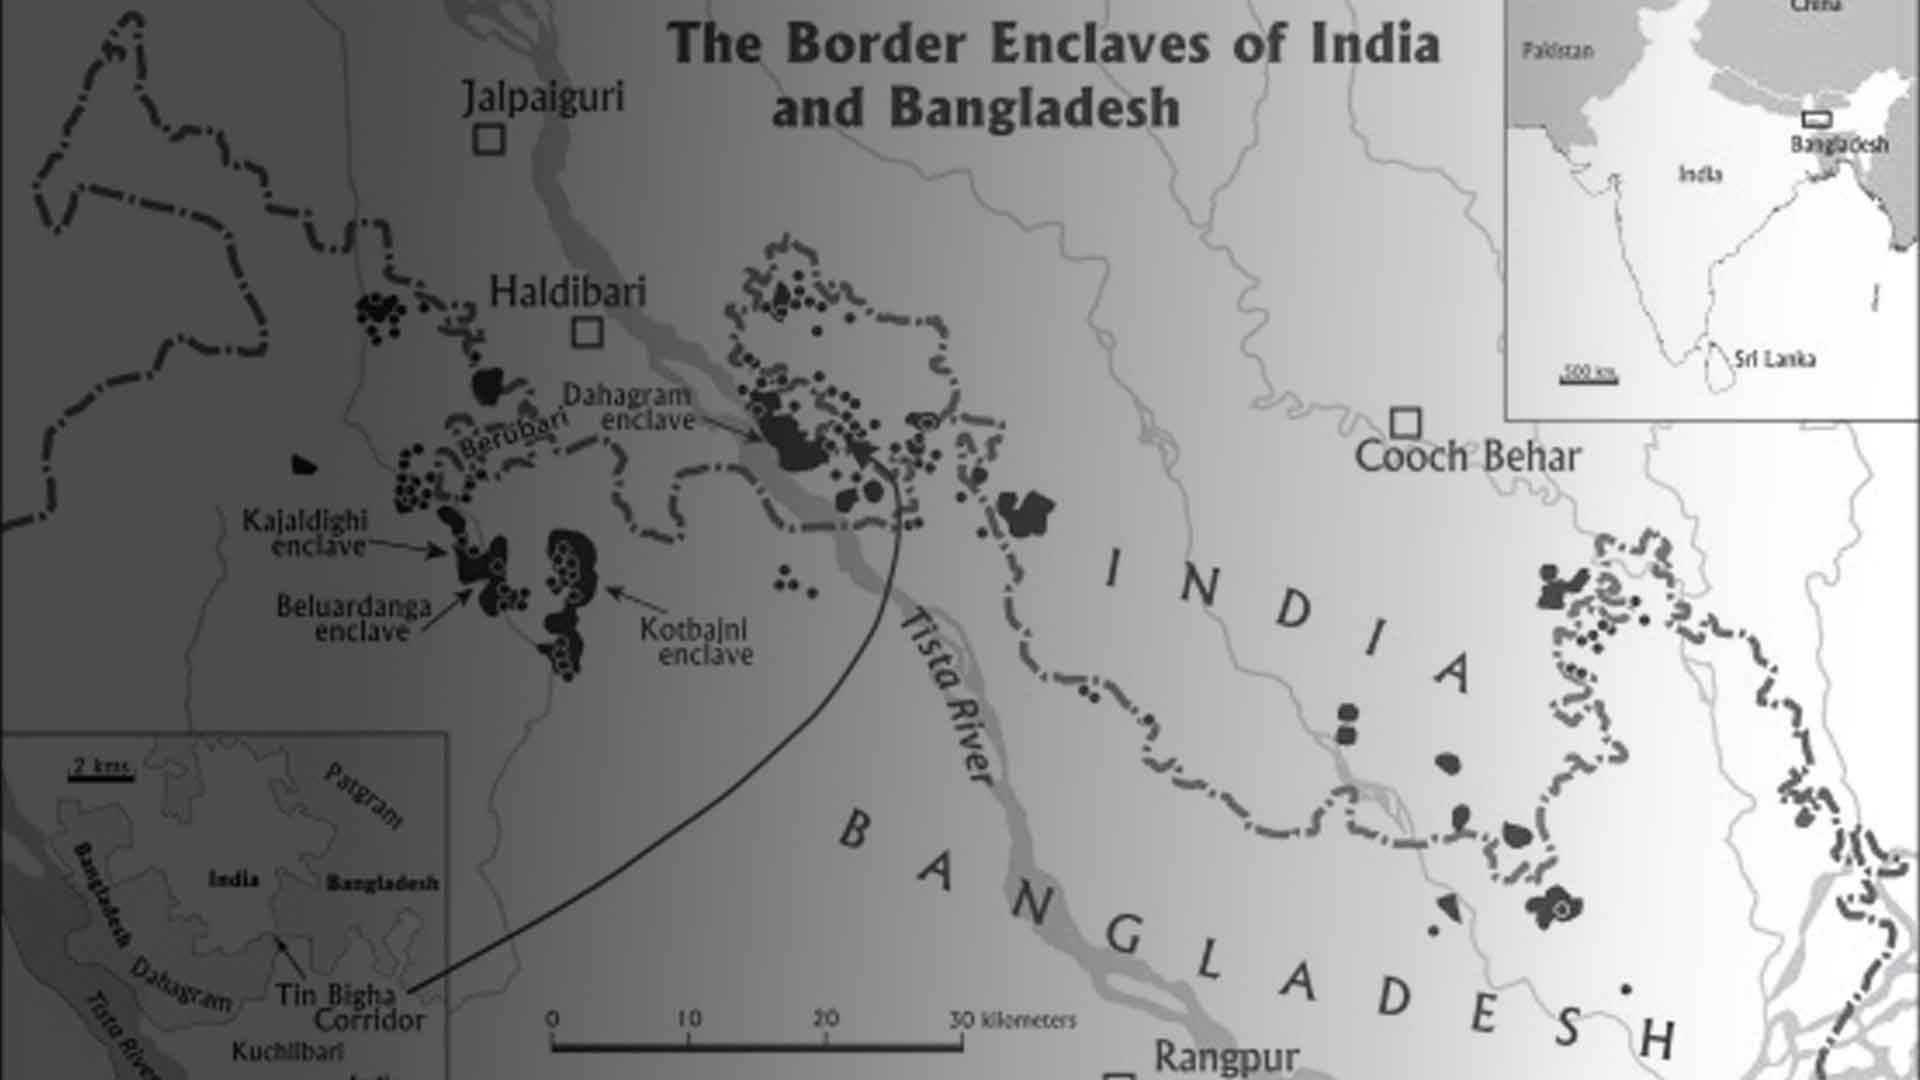 The Border Enclaves of India
and Bangladesh
China
Pakistan
Bangladesh
India
Sri Lanka
500 km
Jalpaiguri
Haldibari
Dahagram
enclave
Berubari
Cooch Behar
Kajaldighi
enclave
Beluardanga
enclave
Kotbajni
enclave
INDIA
Tista River
BANGLADESH
2 kms
Patgram
Bangladesh
India
Bangladesh
Dahagram
Tin Bigha
Corridor
Tista River
Kuchlibari
0 10 20 30 kilometers
Rangpur